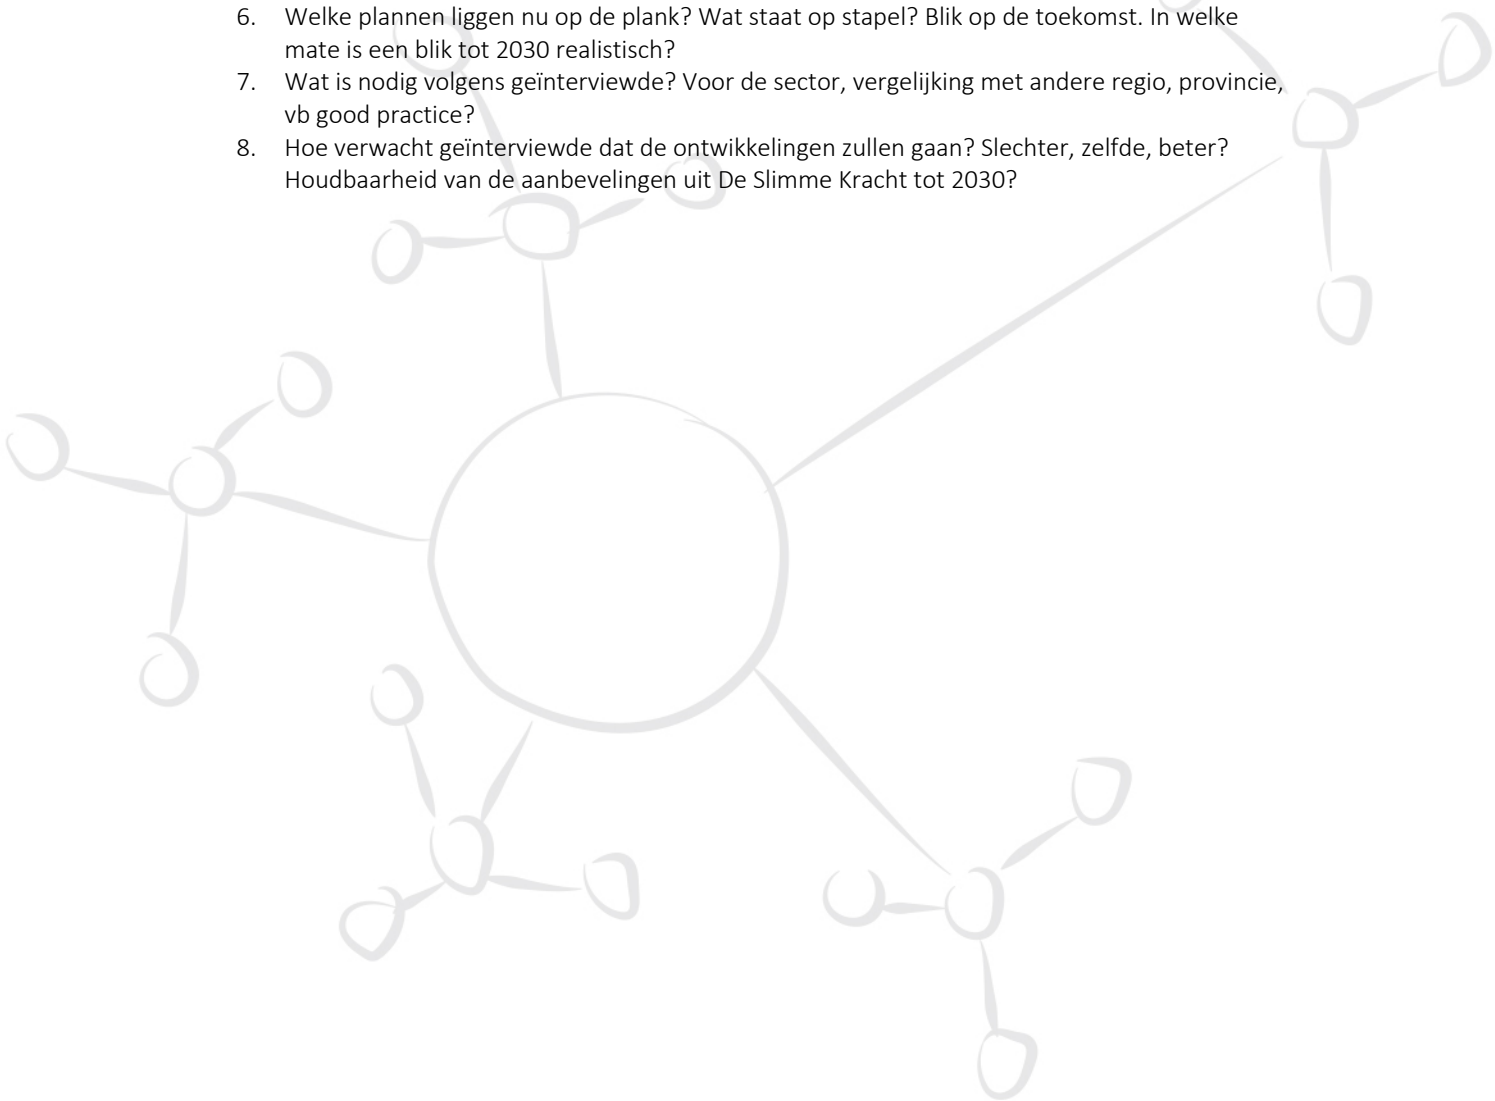 6. Welke plannen liggen nu op de plank? Wat staat op stapel? Blik op de toekomst. In welke
mate is een blik tot 2030 realistisch?
7. Wat is nodig volgens geïnterviewde? Voor de sector, vergelijking met andere regio, provincie,
vb good practice?
8. Hoe verwacht geïnterviewde dat de ontwikkelingen zullen gaan? Slechter, zelfde, beter?
Houdbaarheid van de aanbevelingen uit De Slimme Kracht tot 2030?